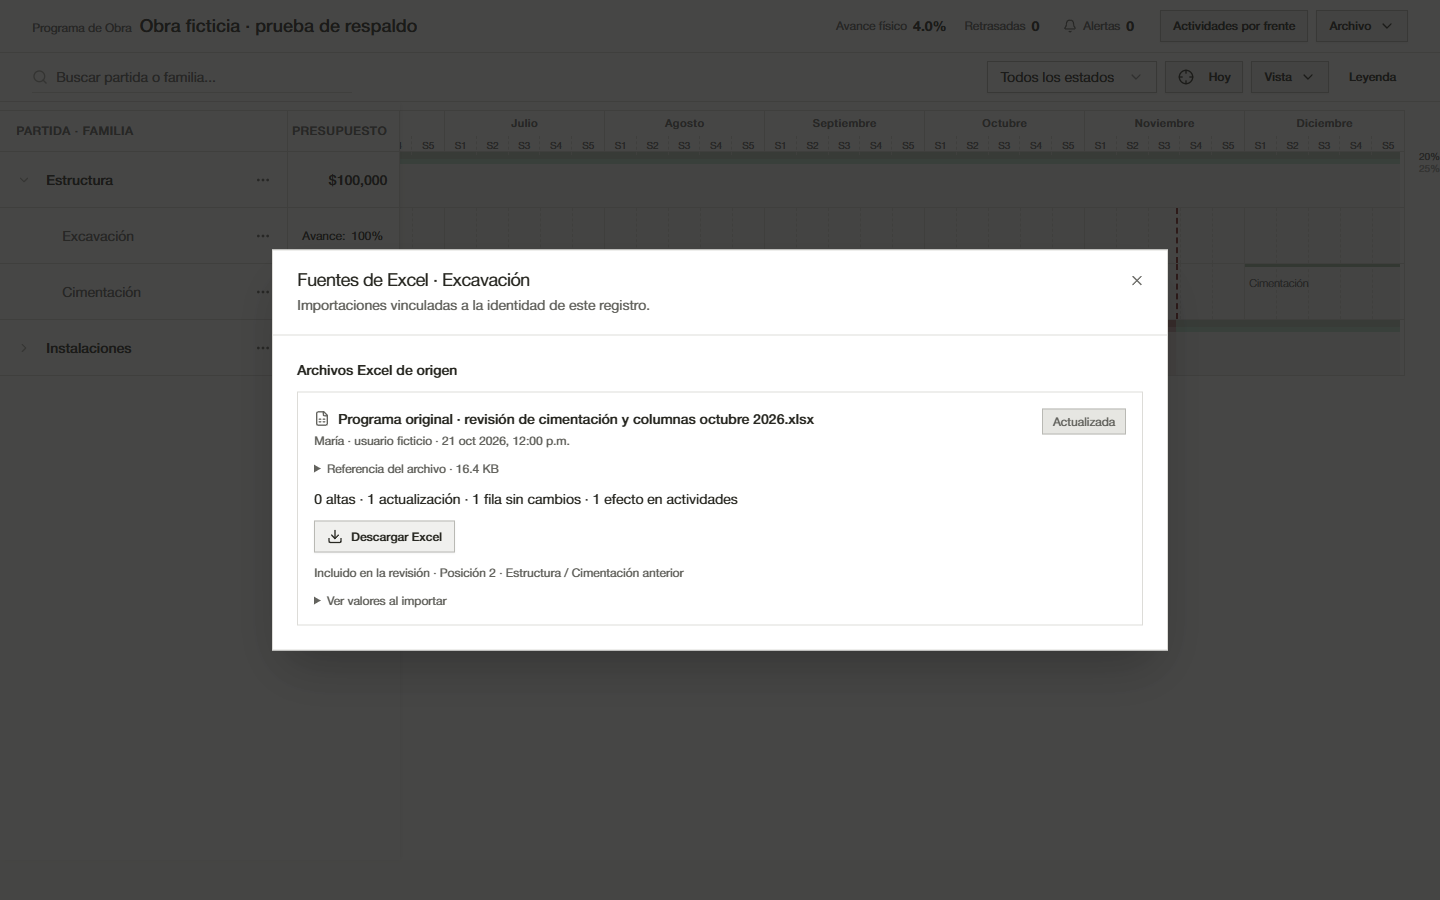 Programa de Obra Obra ficticia · prueba de respaldo
Avance físico 4.0% Retrasadas 0 Alertas 0 Actividades por frente Archivo
Buscar partida o familia...
Todos los estados Hoy Vista Leyenda
PARTIDA · FAMILIA PRESUPUESTO
Julio Agosto Septiembre Octubre Noviembre Diciembre
S5 S1 S2 S3 S4 S5 S1 S2 S3 S4 S5 S1 S2 S3 S4 S5 S1 S2 S3 S4 S5 S1 S2 S3 S4 S5 S1 S2 S3 S4 S5
20%
25%
Estructura ... $100,000
Excavación ... Avance: 100%
Cimentación ...
Cimentación
Instalaciones ...
Fuentes de Excel · Excavación
Importaciones vinculadas a la identidad de este registro.
Archivos Excel de origen
Programa original · revisión de cimentación y columnas octubre 2026.xlsx
Actualizada
María · usuario ficticio · 21 oct 2026, 12:00 p.m.
Referencia del archivo · 16.4 KB
0 altas · 1 actualización · 1 fila sin cambios · 1 efecto en actividades
Descargar Excel
Incluido en la revisión · Posición 2 · Estructura / Cimentación anterior
Ver valores al importar